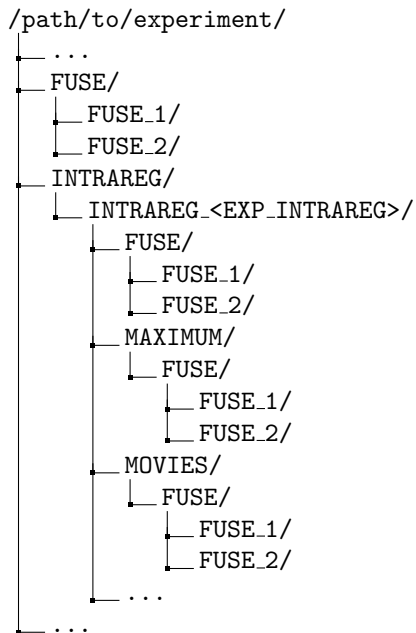 /path/to/experiment/
...
FUSE/
FUSE_1/
FUSE_2/
INTRAREG/
INTRAREG_<EXP_INTRAREG>/
FUSE/
FUSE_1/
FUSE_2/
MAXIMUM/
FUSE/
FUSE_1/
FUSE_2/
MOVIES/
FUSE/
FUSE_1/
FUSE_2/
...
...